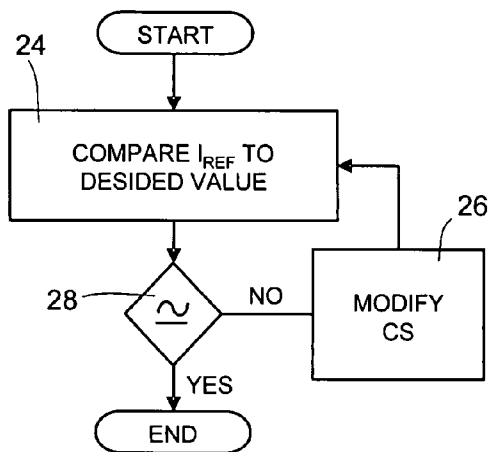 START
24
COMPARE I_REF TO
DESIDED VALUE
26
28
≃
NO
MODIFY
CS
YES
END